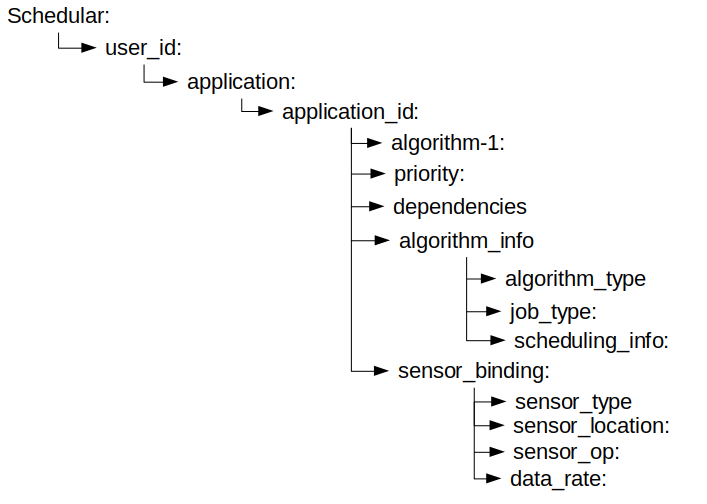 Schedular:
user_id:
application:
application_id:
algorithm-1:
priority:
dependencies
algorithm_info
algorithm_type
job_type:
scheduling_info:
sensor_binding:
sensor_type
sensor_location:
sensor_op:
data_rate: